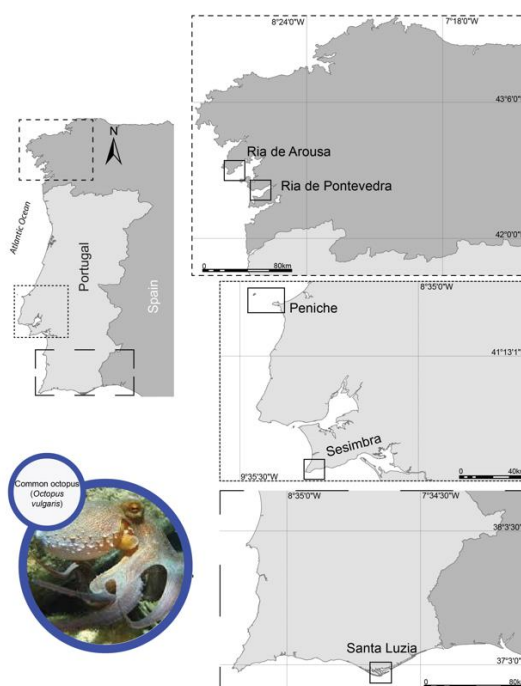 N
Atlantic Ocean
Portugal
Spain
8°24'0"W
7°18'0"W
43°6'0"
42°0'0"
Ria de Arousa
Ria de Pontevedra
0
80km
8°35'0"W
Peniche
41°13'1
Sesimbra
9°35'30"W
0
40k
8°35'0"W
7°34'30"W
38°3'30
Santa Luzia
37°3'0"
0
80k
Common octopus
(Octopus
vulgaris)